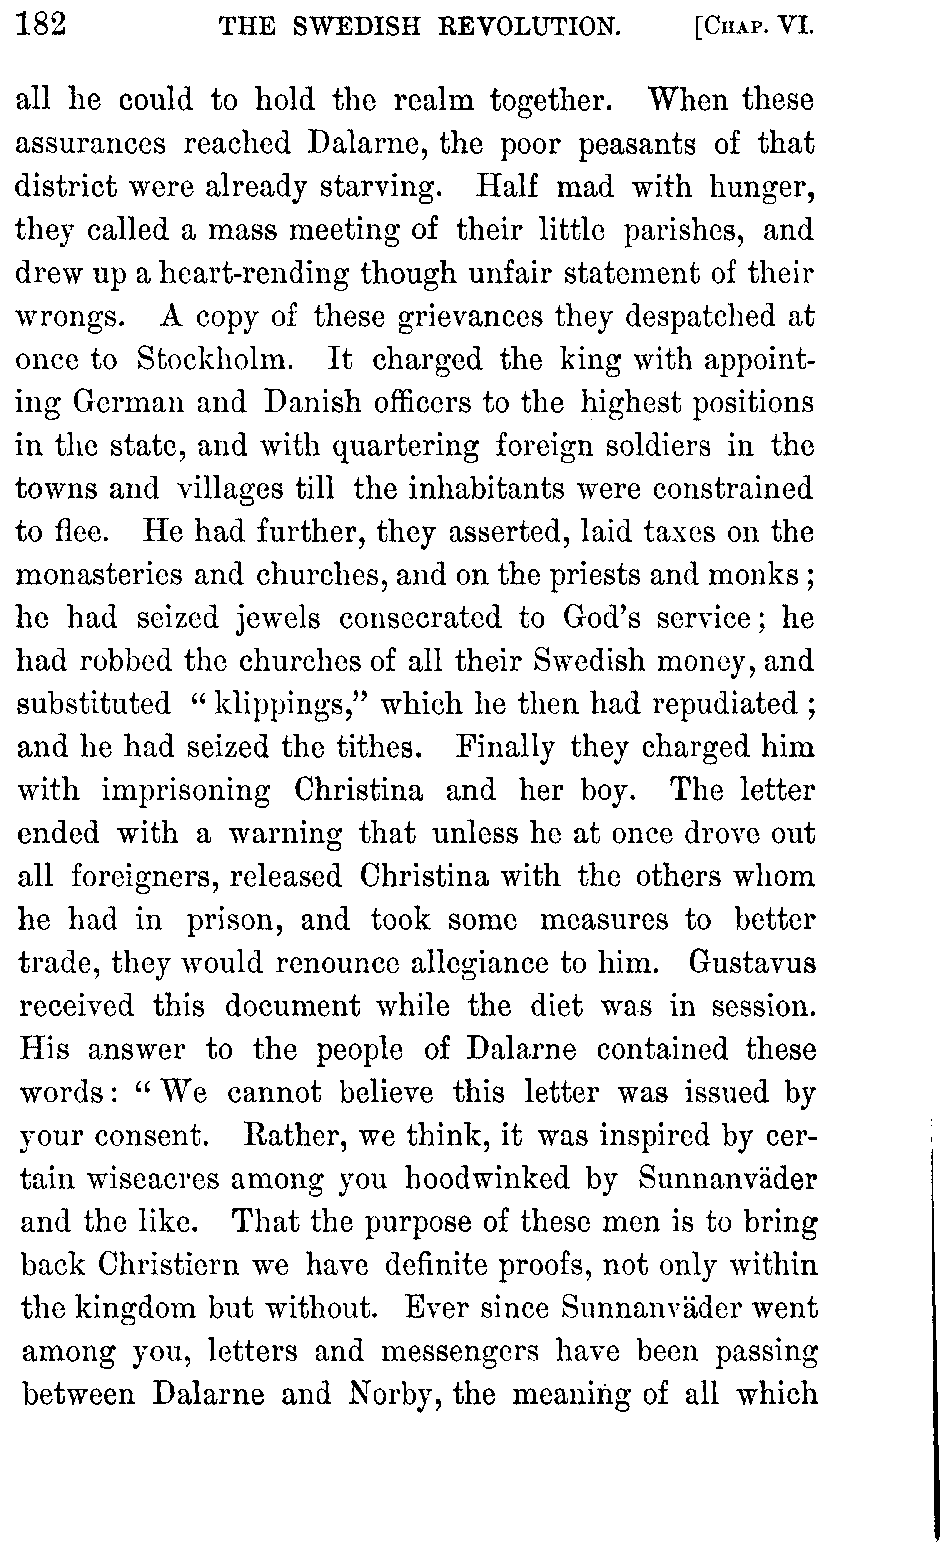 182 THE SWEDISH REVOLUTION. [CHAP. VI.
all he could to hold the realm together. When these
assurances reached Dalarne, the poor peasants of that
district were already starving. Half mad with hunger,
they called a mass meeting of their little parishes, and
drew up a heart-rending though unfair statement of their
wrongs. A copy of these grievances they despatched at
once to Stockholm. It charged the king with appoint-
ing German and Danish officers to the highest positions
in the state, and with quartering foreign soldiers in the
towns and villages till the inhabitants were constrained
to flee. He had further, they asserted, laid taxes on the
monasteries and churches, and on the priests and monks ;
he had seized jewels consecrated to God's service; he
had robbed the churches of all their Swedish money, and
substituted “ klippings,” which he then had repudiated ;
and he had seized the tithes. Finally they charged him
with imprisoning Christina and her boy. The letter
ended with a warning that unless he at once drove out
all foreigners, released Christina with the others whom
he had in prison, and took some measures to better
trade, they would renounce allegiance to him. Gustavus
received this document while the diet was in session.
His answer to the people of Dalarne contained these
words: “ We cannot believe this letter was issued by
your consent. Rather, we think, it was inspired by cer-
tain wiseacres among you hoodwinked by Sunnanväder
and the like. That the purpose of these men is to bring
back Christiern we have definite proofs, not only within
the kingdom but without. Ever since Sunnanväder went
among you, letters and messengers have been passing
between Dalarne and Norby, the meaning of all which